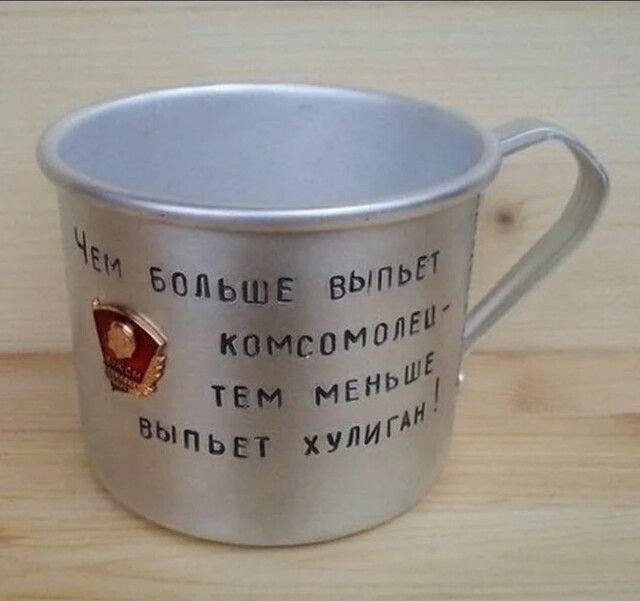 Чем БОЛЬШЕ ВЫПЬЕТ
КОМСОМОЛЕЦ-
ТЕМ МЕНЬШЕ
ВЫПЬЕТ ХУЛИГАН!